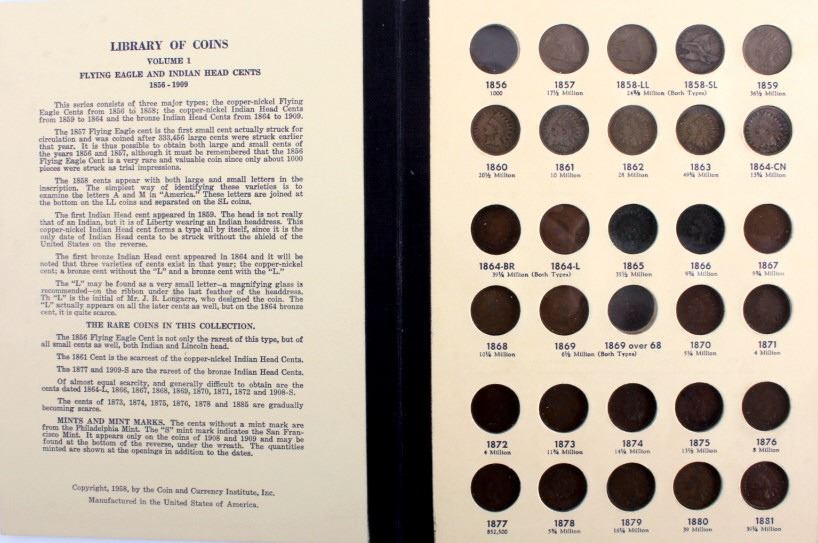 LIBRARY OF COINS
VOLUME 1
FLYING EAGLE AND INDIAN HEAD CENTS
1856 - 1909
This series consists of three major types; the copper-nickel Flying
Eagle Cents from 1856 to 1858; the copper-nickel Indian Head Cents
from 1859 to 1864 and the bronze Indian Head Cents from 1864 to 1909.
The 1857 Flying Eagle cent is the first small cent actually struck for
circulation and was coined after 333,456 large cents were struck earlier
that year. It is thus possible to obtain both large and small cents of
the years 1856 and 1857, although it must be remembered that the 1856
Flying Eagle Cent is a very rare and valuable coin since only about 1000
pieces were struck as trial impressions.
The 1858 cents appear with both large and small letters in the
inscription. The simplest way of identifying these varieties is to
examine the letters A and M in "America." These letters are joined at
the bottom on the LL coins and separated on the SL coins.
The first Indian Head cent appeared in 1859. The head is not really
that of an Indian, but it is of Liberty wearing an Indian headdress. This
copper-nickel Indian Head cent forms a type all by itself, since it is the
only date of Indian Head cents to be struck without the shield of the
United States on the reverse.
The first bronze Indian Head cent appeared in 1864 and it will be
noted that three varieties of cents exist in that year; the copper-nickel
cent; a bronze cent without the "L" and a bronze cent with the "L."
The "L" may be found as a very small letter—a magnifying glass is
recommended—on the ribbon under the last feather of the headdress.
Th "L" is the initial of Mr. J. B. Longacre, who designed the coin. The
"L" actually appears on all the later cents as well, but on the 1864 bronze
cent, it is quite scarce.
THE RARE COINS IN THIS COLLECTION.
The 1856 Flying Eagle Cent is not only the rarest of this type, but of
all small cents as well, both Indian and Lincoln head.
The 1861 Cent is the scarcest of the copper-nickel Indian Head Cents.
The 1877 and 1909-S are the rarest of the bronze Indian Head Cents.
Of almost equal scarcity, and generally difficult to obtain are the
cents dated 1864-L, 1866, 1867, 1868, 1869, 1870, 1871, 1872 and 1908-S.
The cents of 1873, 1874, 1875, 1876, 1878 and 1885 are gradually
becoming scarce.
MINTS AND MINT MARKS. The cents without a mint mark are
from the Philadelphia Mint. The "S" mint mark indicates the San Fran-
cisco Mint. It appears only on the coins of 1908 and 1909 and may be
found at the bottom of the reverse, under the wreath. The quantities
minted are shown at the openings in addition to the dates.
Copyright, 1958, by the Coin and Currency Institute, Inc.
Manufactured in the United States of America.
1856 1857 1858-LL 1858-SL 1859
1000 17½ Million (Both Types) 36½ Million
1860 1861 1862 1863 1864-CN
20½ Million 10 Million 28 Million 49¾ Million 13¾ Million
1864-BR 1864-L 1865 1866 1867
39¼ Million (Both Types) 35½ Million 9¾ Million 9¾ Million
1868 1869 1869 over 68 1870 1871
10¼ Million 6½ Million (Both Types) 5¼ Million 4 Million
1872 1873 1874 1875 1876
4 Million 11¾ Million 14¼ Million 13½ Million 8 Million
1877 1878 1879 1880 1881
852,500 5¾ Million 16¼ Million 39 Million 39¼ Million